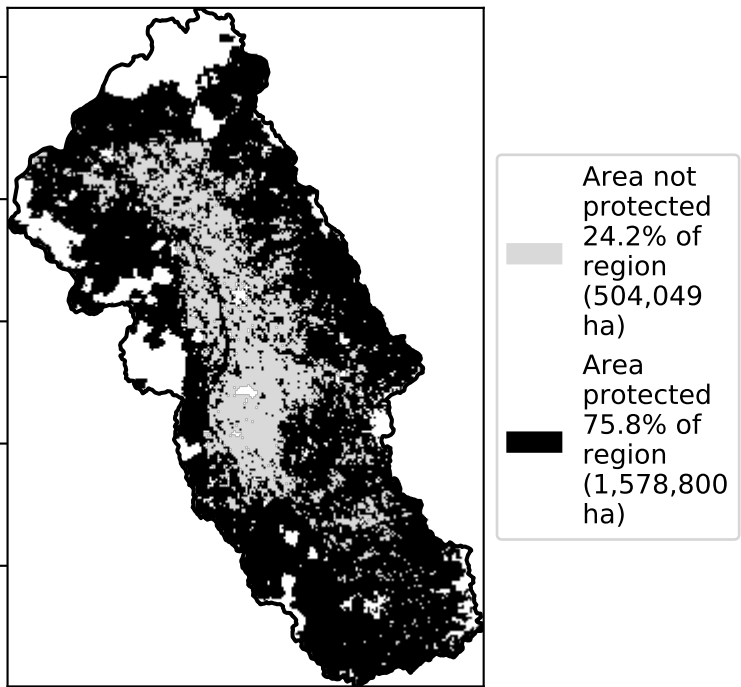 Area not
protected
24.2% of
region
(504,049
ha)
Area
protected
75.8% of
region
(1,578,800
ha)